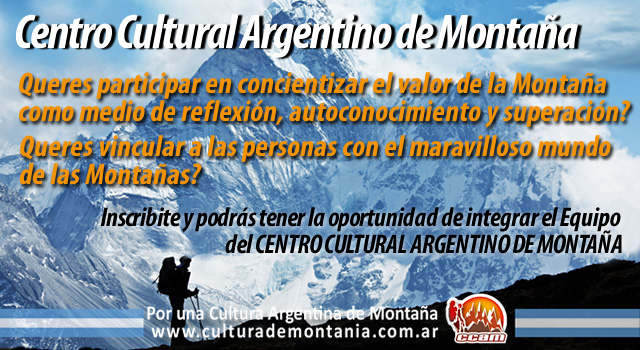 Centro Cultural Argentino de Montaña
Queres participar en concientizar el valor de la Montaña
como medio de reflexión, autoconocimiento y superación?
Queres vincular a las personas con el maravilloso mundo
de las Montañas?
Inscribite y podrás tener la oportunidad de integrar el Equipo
del CENTRO CULTURAL ARGENTINO DE MONTAÑA
Por una Cultura Argentina de Montaña
www.culturademontania.com.ar
ccam